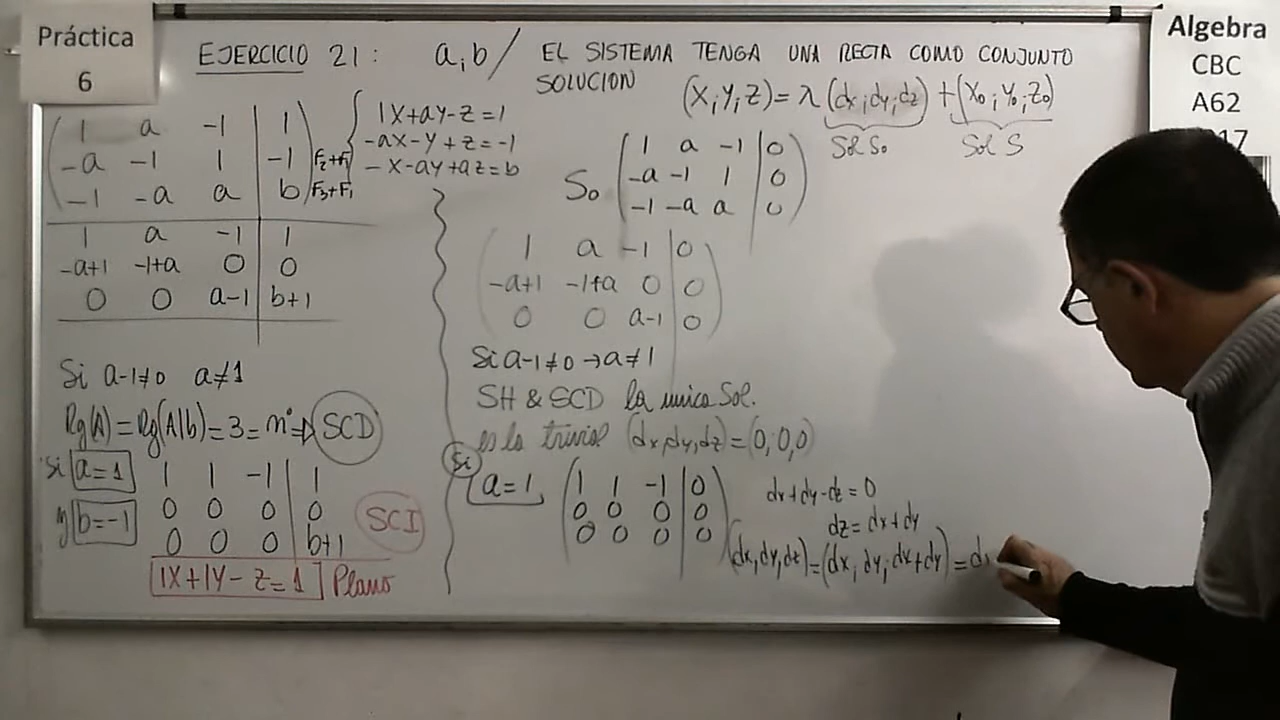 Práctica
6
EJERCICIO 21: a,b / EL SISTEMA TENGA UNA RECTA COMO CONJUNTO
SOLUCION (X;Y;Z)=λ(dx;dy;dz)+(X₀;Y₀;Z₀)
Sol S₀ Sol S
Algebra
CBC
A62
1 a -1 | 1
-a -1 1 | -1 F₂+F₁
-1 -a a | b F₃+F₁
1X+aY-Z=1
-aX-Y+Z=-1
-X-aY+aZ=b
1 a -1 | 1
-a+1 -1+a 0 | 0
0 0 a-1 | b+1
Si a-1≠0 a≠1
Rg(A)=Rg(A|b)=3=n°⇒ SCD
Si a=1 1 1 -1 | 1
y b=-1 0 0 0 | 0 SCI
0 0 0 | b+1
1X+1Y-Z=1 Plano
S₀ 1 a -1 | 0
-a -1 1 | 0
-1 -a a | 0
1 a -1 | 0
-a+1 -1+a 0 | 0
0 0 a-1 | 0
Si a-1≠0→a≠1
SH & SCD la unica Sol.
es la trivial (dx,dy,dz)=(0;0,0)
Si
a=1 1 1 -1 | 0
0 0 0 | 0
0 0 0 | 0
dx+dy-dz=0
dz=dx+dy
(dx,dy,dz)=(dx;dy;dx+dy)=dx